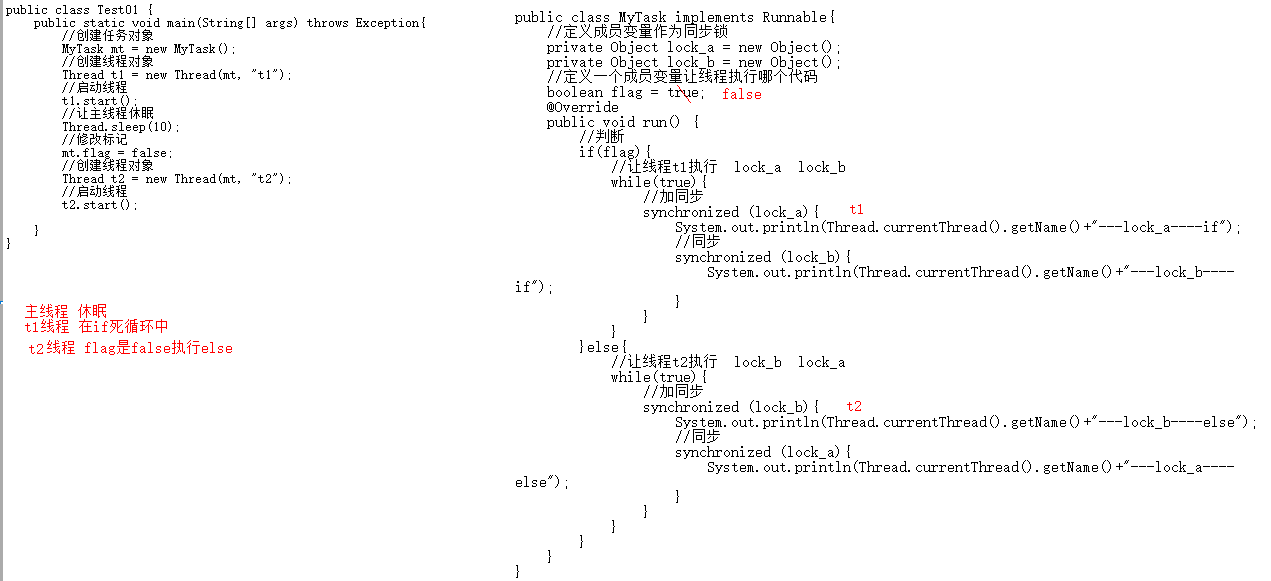 public class Test01 {
public static void main(String[] args) throws Exception{
//创建任务对象
MyTask mt = new MyTask();
//创建线程对象
Thread t1 = new Thread(mt, "t1");
//启动线程
t1.start();
//让主线程休眠
Thread.sleep(10);
//修改标记
mt.flag = false;
//创建线程对象
Thread t2 = new Thread(mt, "t2");
//启动线程
t2.start();
}
}
主线程 休眠
t1线程 在if死循环中
t2线程 flag是false执行else
public class MyTask implements Runnable{
//定义成员变量作为同步锁
private Object lock_a = new Object();
private Object lock_b = new Object();
//定义一个成员变量让线程执行哪个代码
boolean flag = true; false
@Override
public void run() {
//判断
if(flag){
//让线程t1执行 lock_a lock_b
while(true){
//加同步
synchronized (lock_a){ t1
System.out.println(Thread.currentThread().getName()+"---lock_a----if");
//同步
synchronized (lock_b){
System.out.println(Thread.currentThread().getName()+"---lock_b----
if");
}
}
}
}else{
//让线程t2执行 lock_b lock_a
while(true){
//加同步
synchronized (lock_b){ t2
System.out.println(Thread.currentThread().getName()+"---lock_b----else");
//同步
synchronized (lock_a){
System.out.println(Thread.currentThread().getName()+"---lock_a----
else");
}
}
}
}
}
}